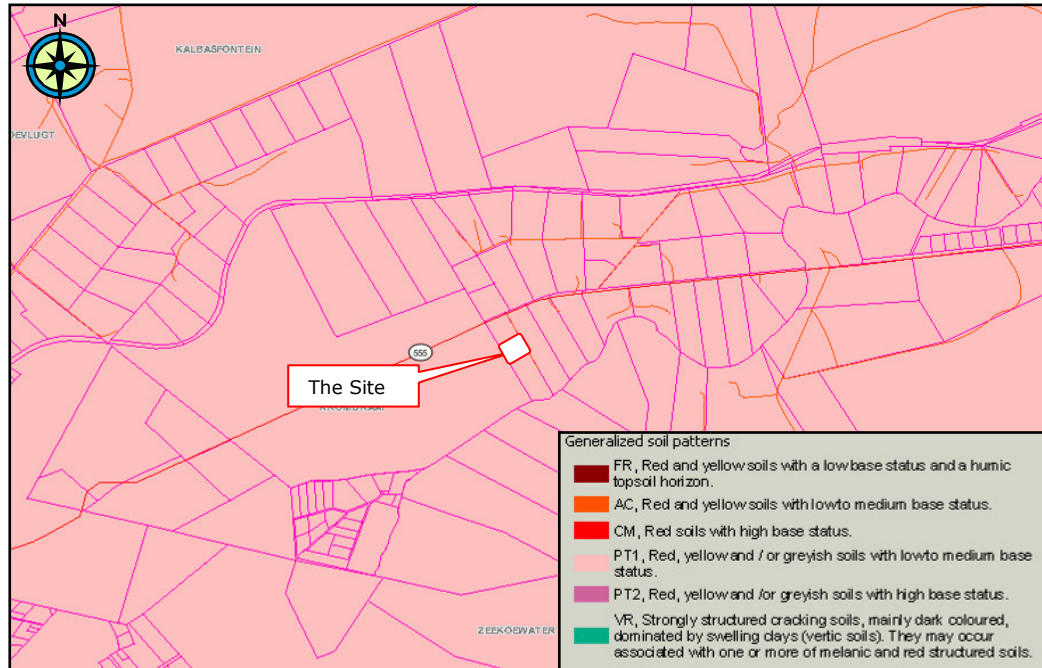 N
KALBASFONTEIN
DEVLUGT
555
The Site
Generalized soil patterns
FR, Red and yellow soils with a low base status and a humic
topsoil horizon.
AC, Red and yellow soils with low to medium base status.
CM, Red soils with high base status.
PT1, Red, yellow and / or greyish soils with low to medium base
status.
PT2, Red, yellow and /or greyish soils with high base status.
VR, Strongly structured cracking soils, mainly dark coloured,
dominated by swelling clays (vertic soils). They may occur
associated with one or more of melanic and red structured soils.
ZEEKOEWATER